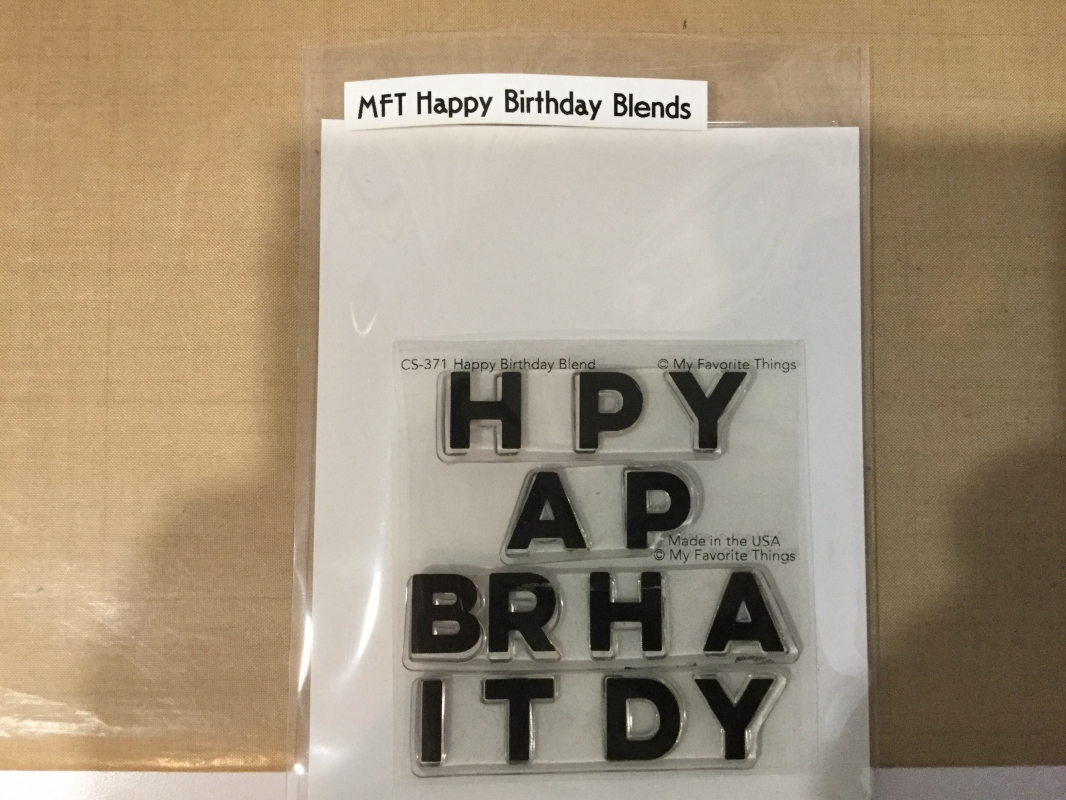 MFT Happy Birthday Blends
CS-371 Happy Birthday Blend © My Favorite Things
H P Y
A P
Made in the USA
© My Favorite Things
B R H A
I T D Y